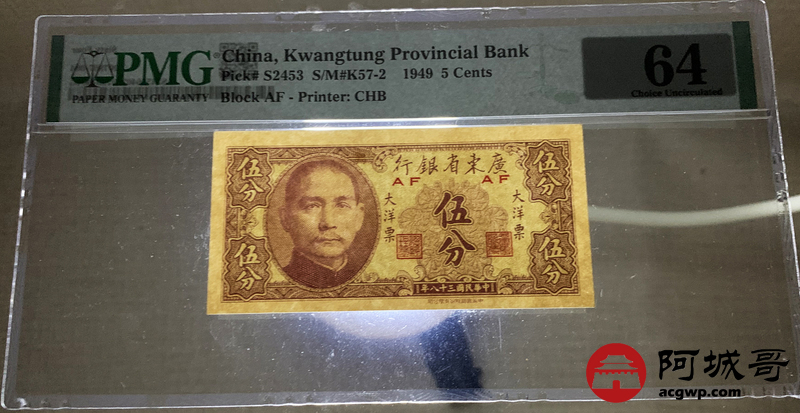 PMG
PAPER MONEY GUARANTY
China, Kwangtung Provincial Bank
Pick# S2453 S/M#K57-2 1949 5 Cents
Block AF - Printer: CHB
64
Choice Uncirculated
行銀省東廣
AF AF
伍分
伍分
大洋票
伍分
大洋票
伍分
伍分
年八十三國民華中
阿城哥
acgwp.com